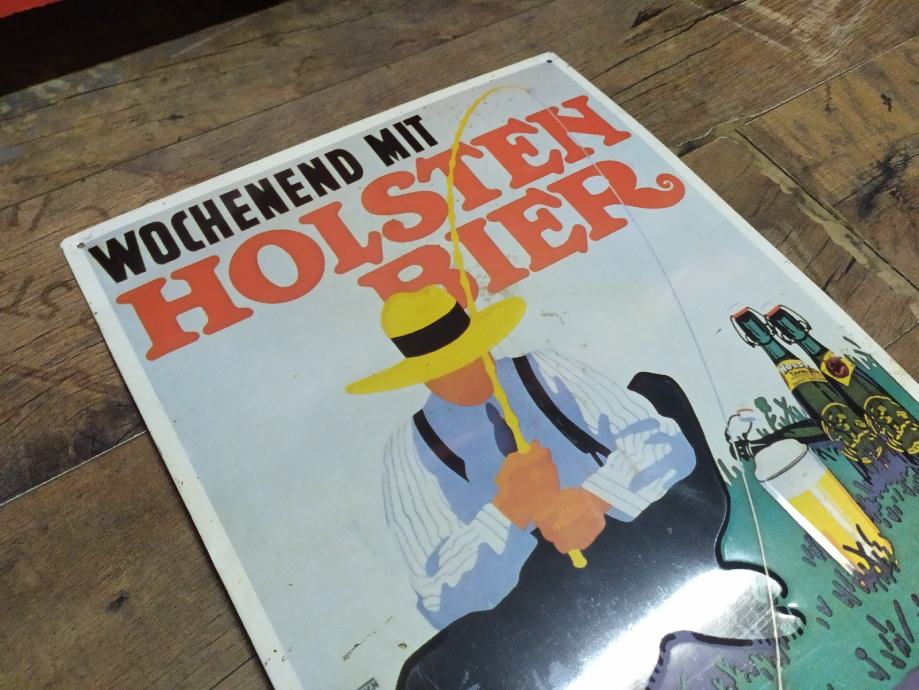 WOCHENEND MIT
HOLSTEN
BIER